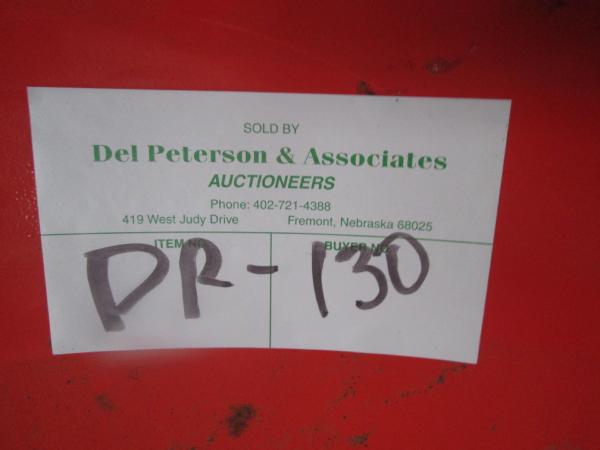 SOLD BY
Del Peterson & Associates
AUCTIONEERS
Phone: 402-721-4388
419 West Judy Drive Fremont, Nebraska 68025
ITEM NO. BUYER NO.
DR-130